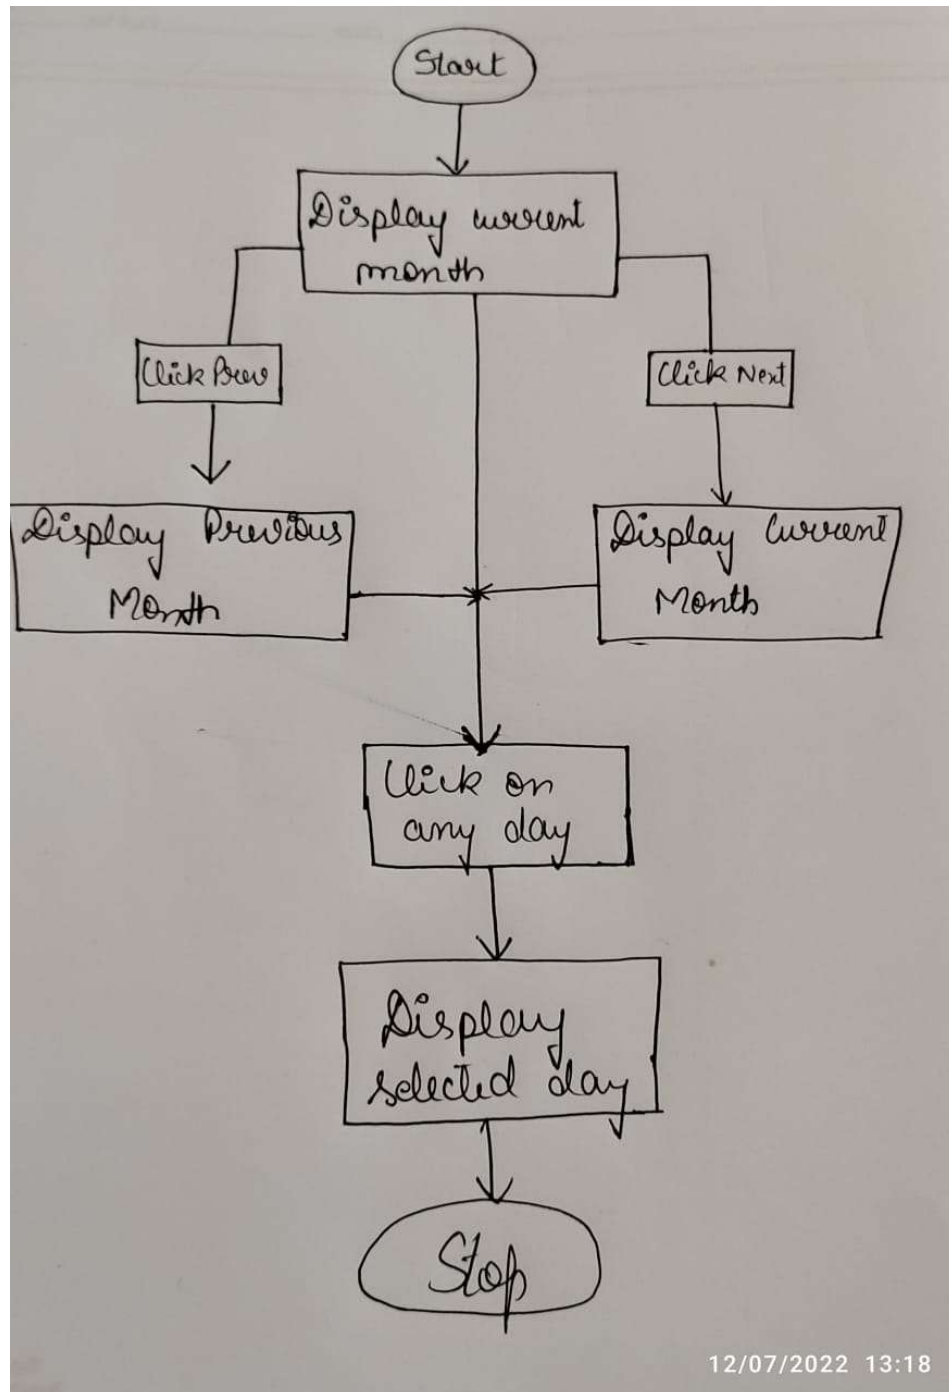 Start
Display current
month
Click Prev
Click Next
Display Previous
Month
Display Current
Month
Click on
any day
Display
selected day
Stop
12/07/2022 13:18